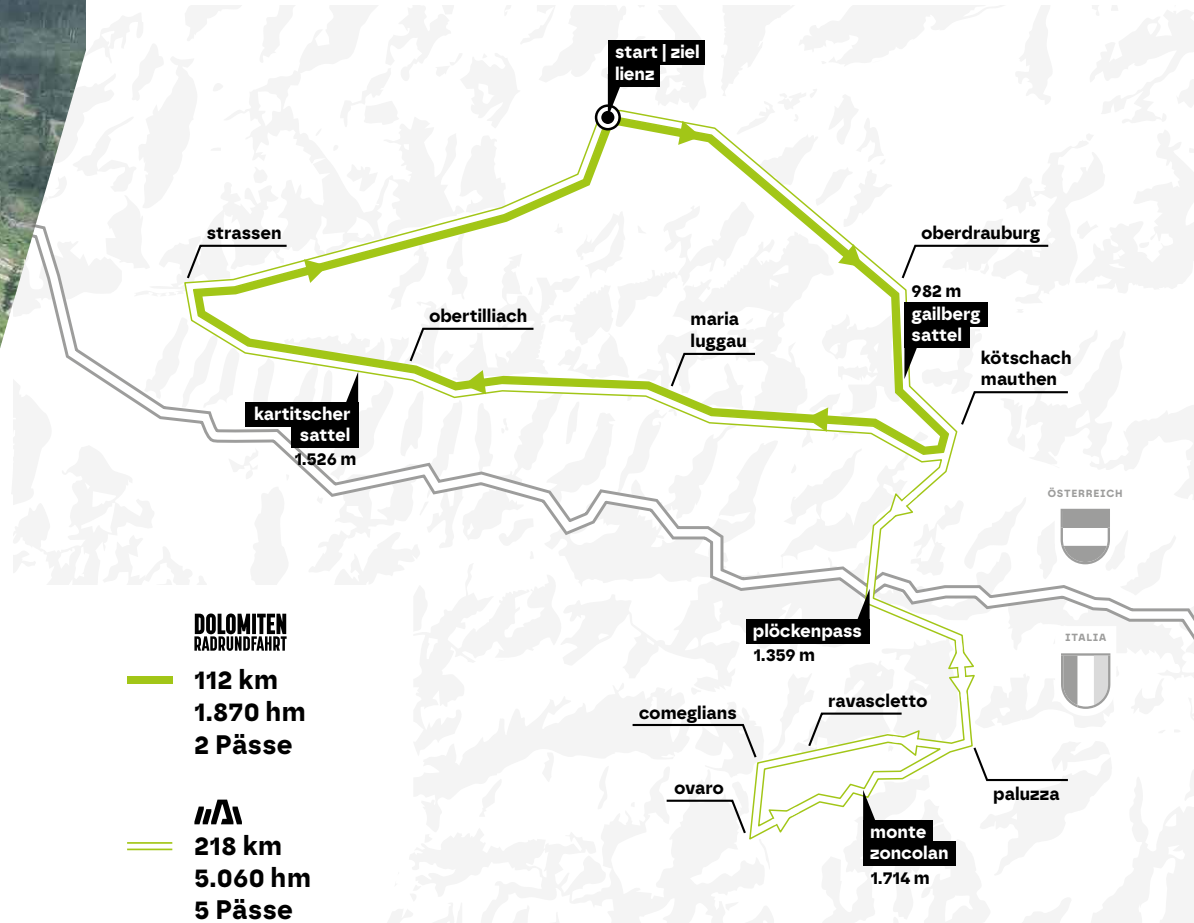 start | ziel
lienz
strassen
oberdrauburg
982 m
gailberg
sattel
obertilliach
maria
luggau
kötschach
mauthen
kartitscher
sattel
1.526 m
ÖSTERREICH
plöckenpass
1.359 m
ITALIA
DOLOMITEN
RADRUNDFAHRT
112 km
1.870 hm
2 Pässe
comeglians
ravascletto
ovaro
paluzza
monte
zoncolan
1.714 m
218 km
5.060 hm
5 Pässe